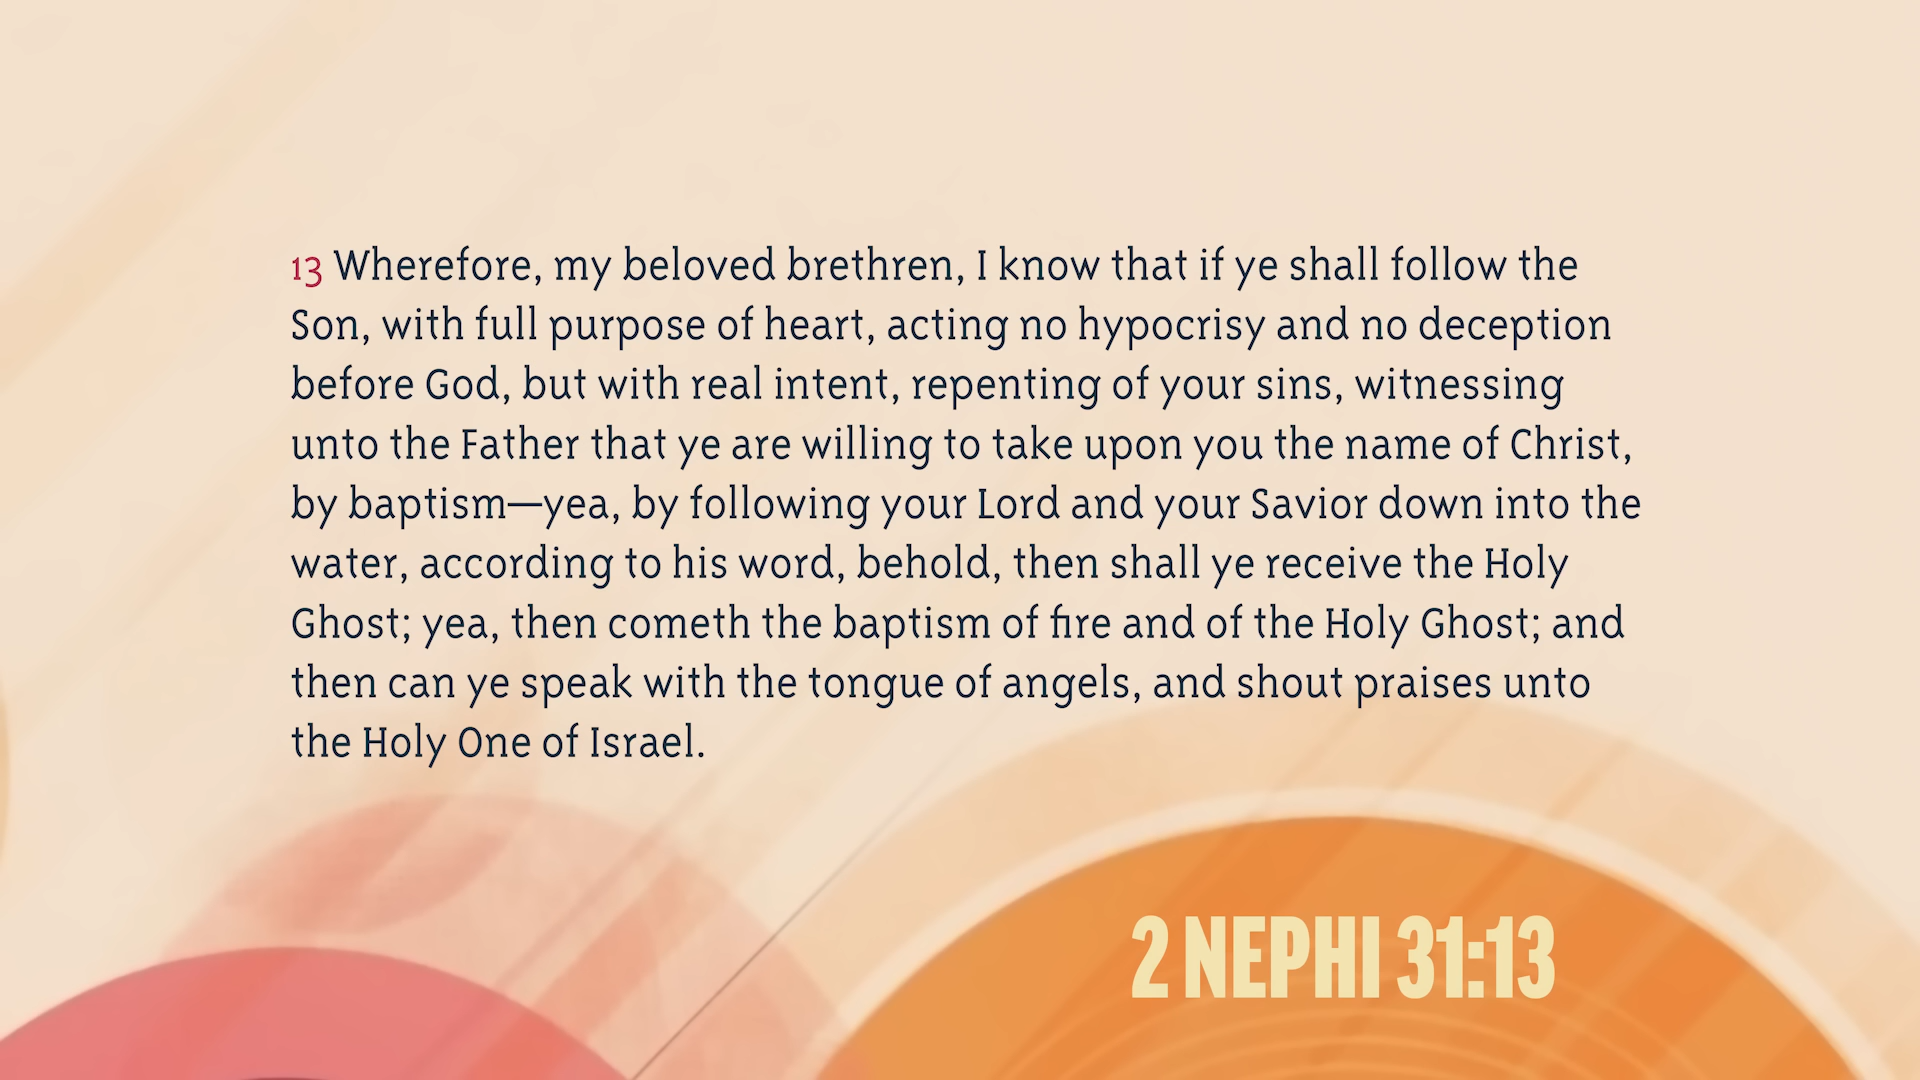 13 Wherefore, my beloved brethren, I know that if ye shall follow the
Son, with full purpose of heart, acting no hypocrisy and no deception
before God, but with real intent, repenting of your sins, witnessing
unto the Father that ye are willing to take upon you the name of Christ,
by baptism—yea, by following your Lord and your Savior down into the
water, according to his word, behold, then shall ye receive the Holy
Ghost; yea, then cometh the baptism of fire and of the Holy Ghost; and
then can ye speak with the tongue of angels, and shout praises unto
the Holy One of Israel.
2 NEPHI 31:13